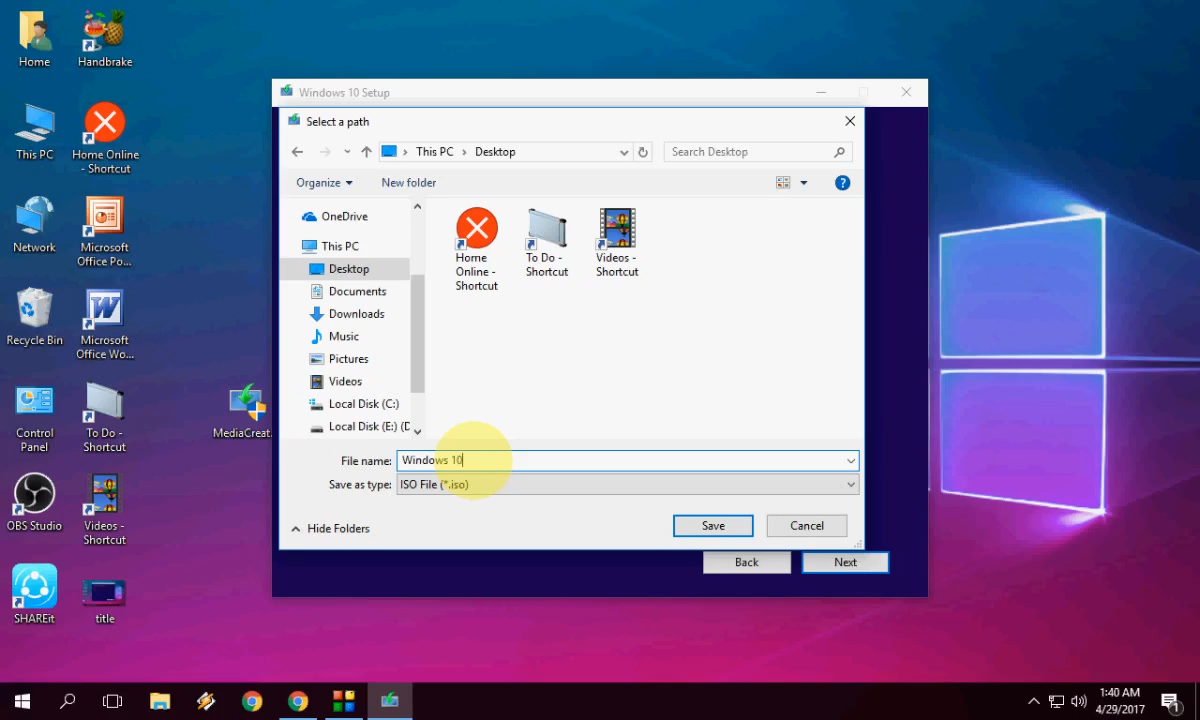 Home
Handbrake
This PC
Home Online
- Shortcut
Network
Microsoft
Office Po...
Recycle Bin
Microsoft
Office Wo...
Control
Panel
To Do -
Shortcut
MediaCreat...
OBS Studio
Videos -
Shortcut
SHAREit
title
Windows 10 Setup
Select a path
This PC > Desktop
Search Desktop
Organize
New folder
OneDrive
This PC
Desktop
Documents
Downloads
Music
Pictures
Videos
Local Disk (C:)
Local Disk (E:) (D
Home
Online -
Shortcut
To Do -
Shortcut
Videos -
Shortcut
File name: Windows 10
Save as type: ISO File (*.iso)
Hide Folders
Save
Cancel
Back
Next
1:40 AM
4/29/2017
1